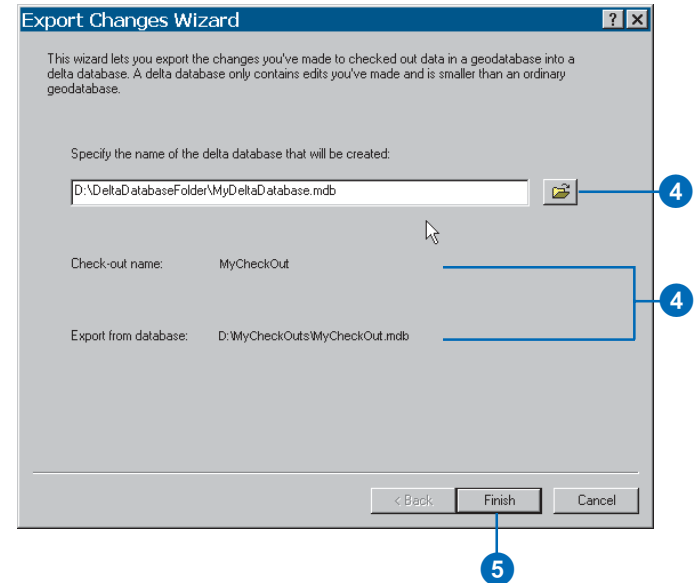 Export Changes Wizard
This wizard lets you export the changes you've made to checked out data in a geodatabase into a
delta database. A delta database only contains edits you've made and is smaller than an ordinary
geodatabase.
Specify the name of the delta database that will be created:
D:\DeltaDatabaseFolder\MyDeltaDatabase.mdb
4
Check-out name: MyCheckOut
4
Export from database: D:\MyCheckOuts\MyCheckOut.mdb
< Back Finish Cancel
5